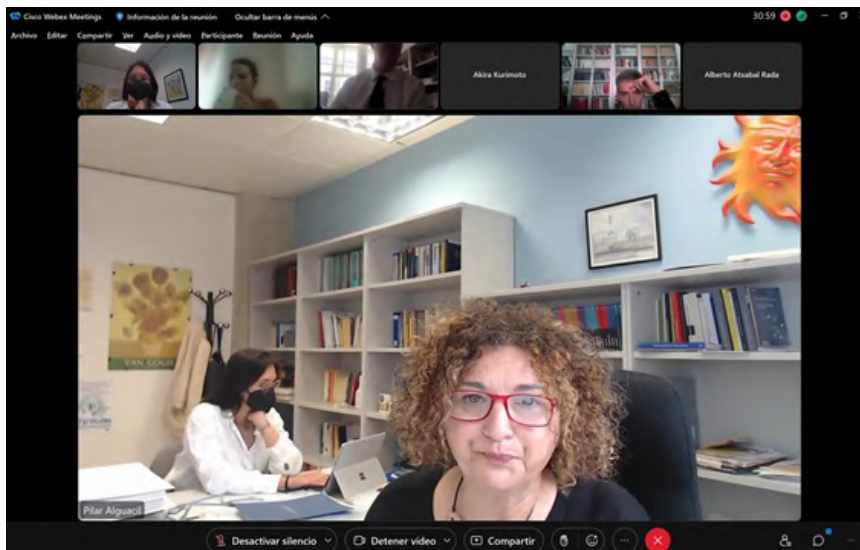 Cisco Webex Meetings Información de la reunión Ocultar barra de menús 30:59
Archivo Editar Compartir Ver Audio y vídeo Participante Reunión Ayuda
Akira Kurimoto
Alberto Atxabal Rada
VAN GOGH
Pilar Alguacil
Desactivar silencio Detener vídeo Compartir